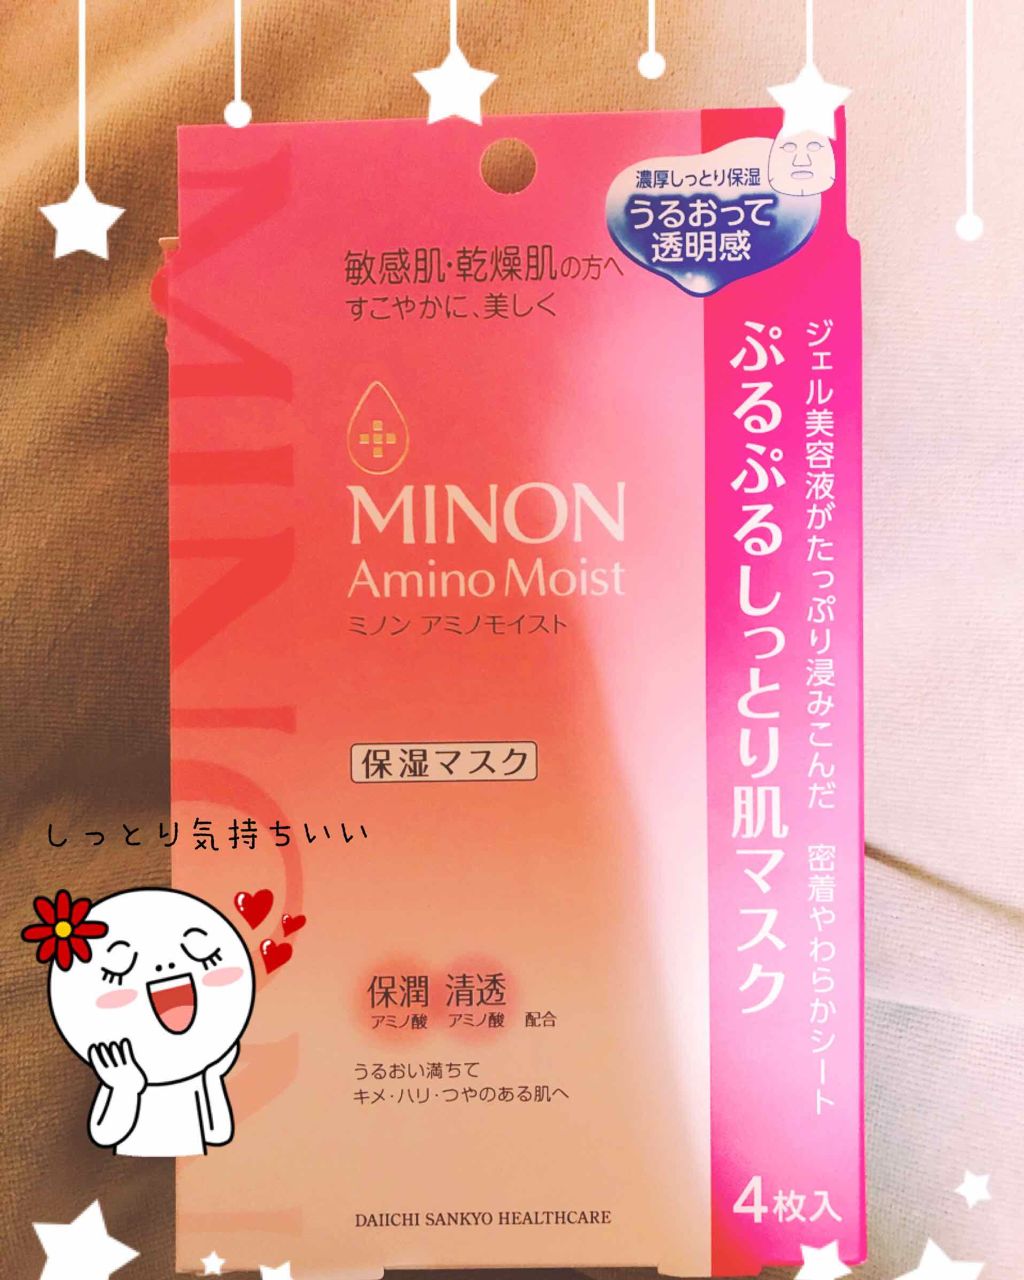 MINON
濃厚しっとり保湿
うるおって
透明感
敏感肌・乾燥肌の方へ
すこやかに、美しく
MINON
Amino Moist
ミノン アミノモイスト
保湿マスク
ジェル美容液がたっぷり浸みこんだ 密着やわらかシート
ぷるぷるしっとり肌マスク
しっとり気持ちいい
保潤 清透
アミノ酸 アミノ酸 配合
うるおい満ちて
キメ・ハリ・つやのある肌へ
DAIICHI SANKYO HEALTHCARE
4枚入